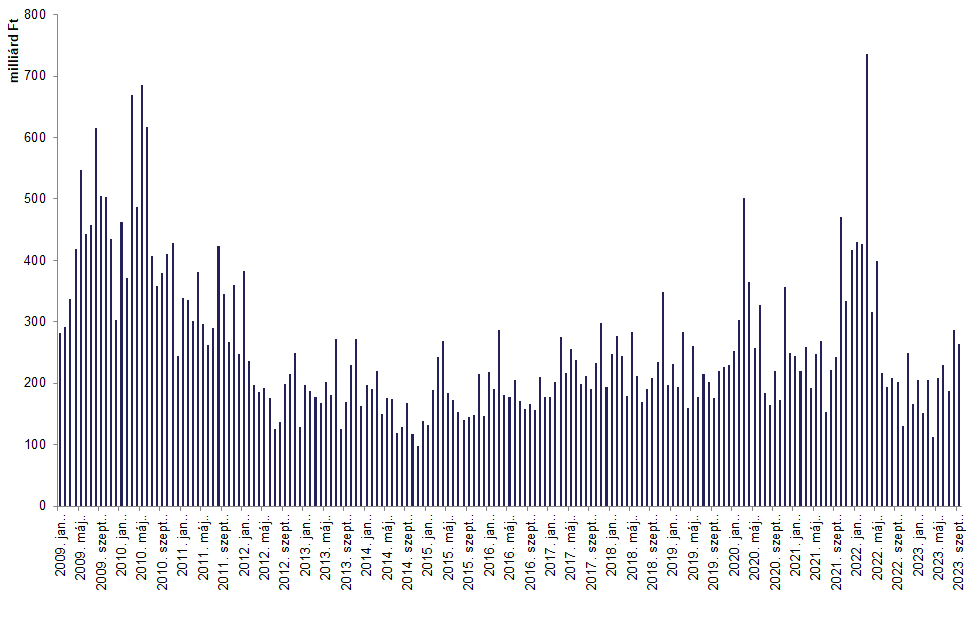 milliárd Ft
800
700
600
500
400
300
200
100
0
2009. jan..
2009. máj..
2009. szept..
2010. jan..
2010. máj..
2010. szept..
2011. jan..
2011. máj..
2011. szept..
2012. jan..
2012. máj..
2012. szept..
2013. jan..
2013. máj..
2013. szept..
2014. jan..
2014. máj..
2014. szept..
2015. jan..
2015. máj..
2015. szept..
2016. jan..
2016. máj..
2016. szept..
2017. jan..
2017. máj..
2017. szept..
2018. jan..
2018. máj..
2018. szept..
2019. jan..
2019. máj..
2019. szept..
2020. jan..
2020. máj..
2020. szept..
2021. jan..
2021. máj..
2021. szept..
2022. jan..
2022. máj..
2022. szept..
2023. jan..
2023. máj..
2023. szept..